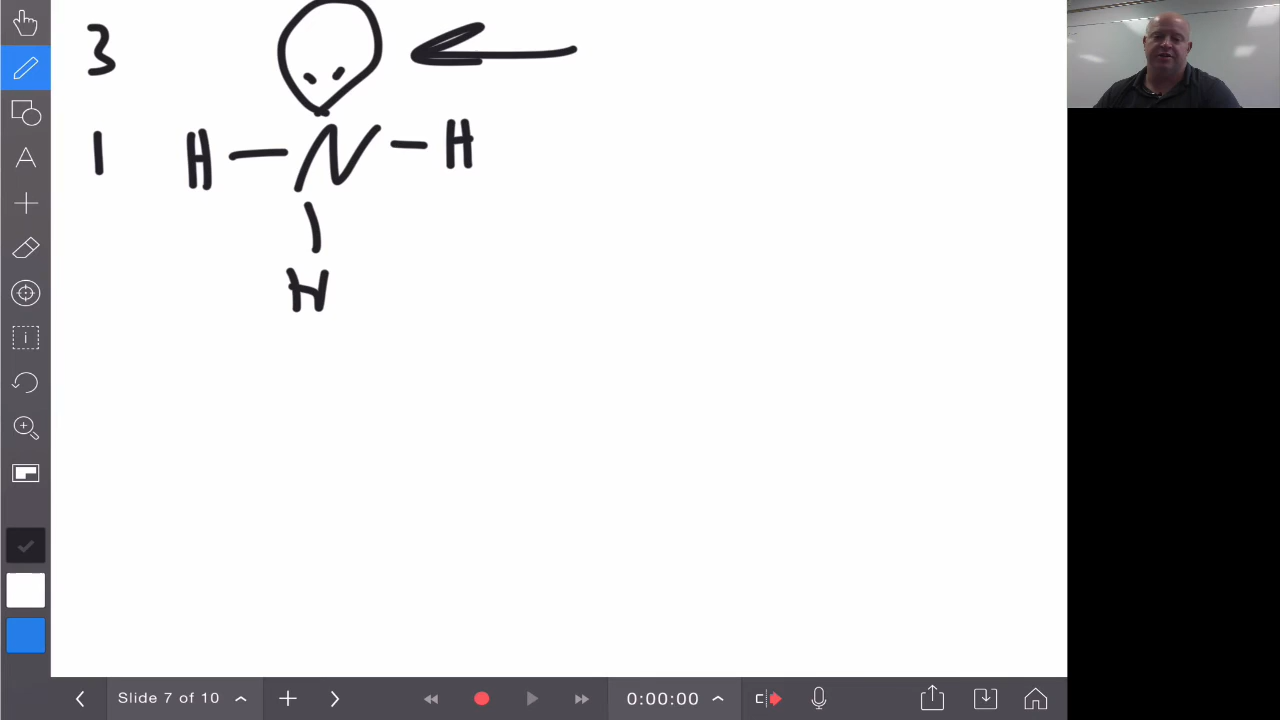 3
1 H — N — H
H
A
i
Slide 7 of 10
0:00:00